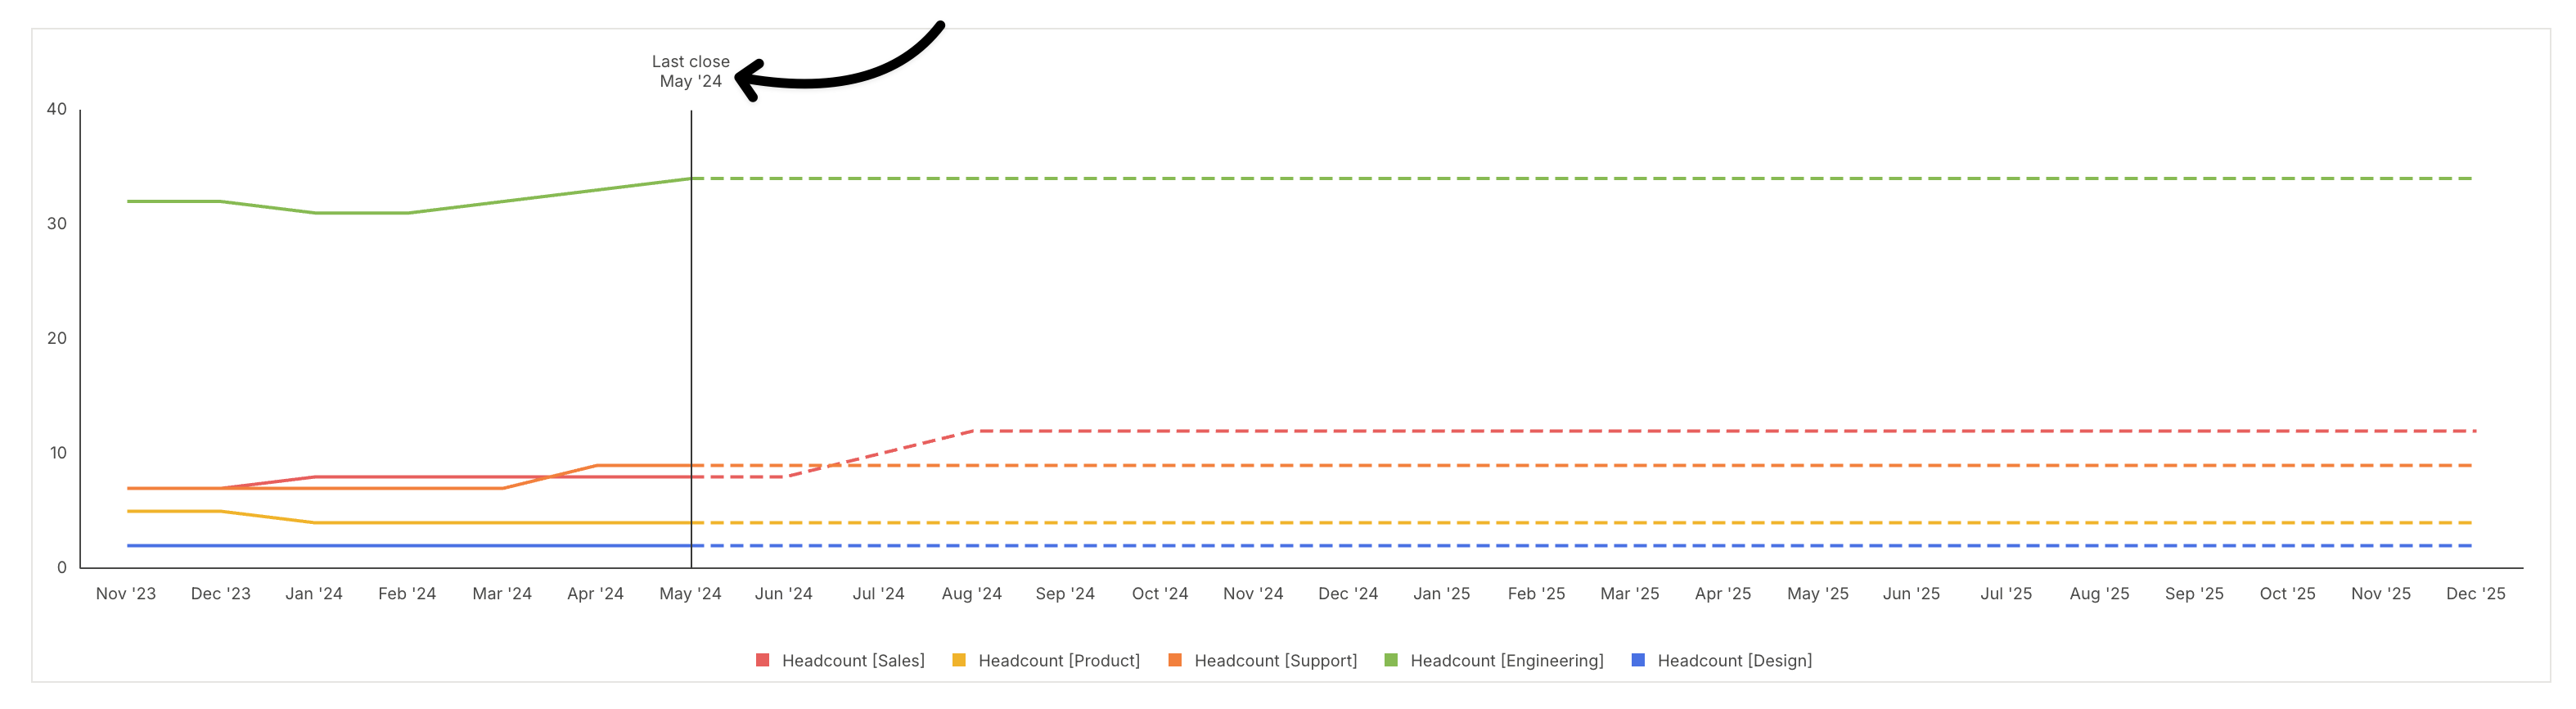 Last close
May '24
40
30
20
10
0
Nov '23 Dec '23 Jan '24 Feb '24 Mar '24 Apr '24 May '24 Jun '24 Jul '24 Aug '24 Sep '24 Oct '24 Nov '24 Dec '24 Jan '25 Feb '25 Mar '25 Apr '25 May '25 Jun '25 Jul '25 Aug '25 Sep '25 Oct '25 Nov '25 Dec '25
Headcount [Sales] Headcount [Product] Headcount [Support] Headcount [Engineering] Headcount [Design]